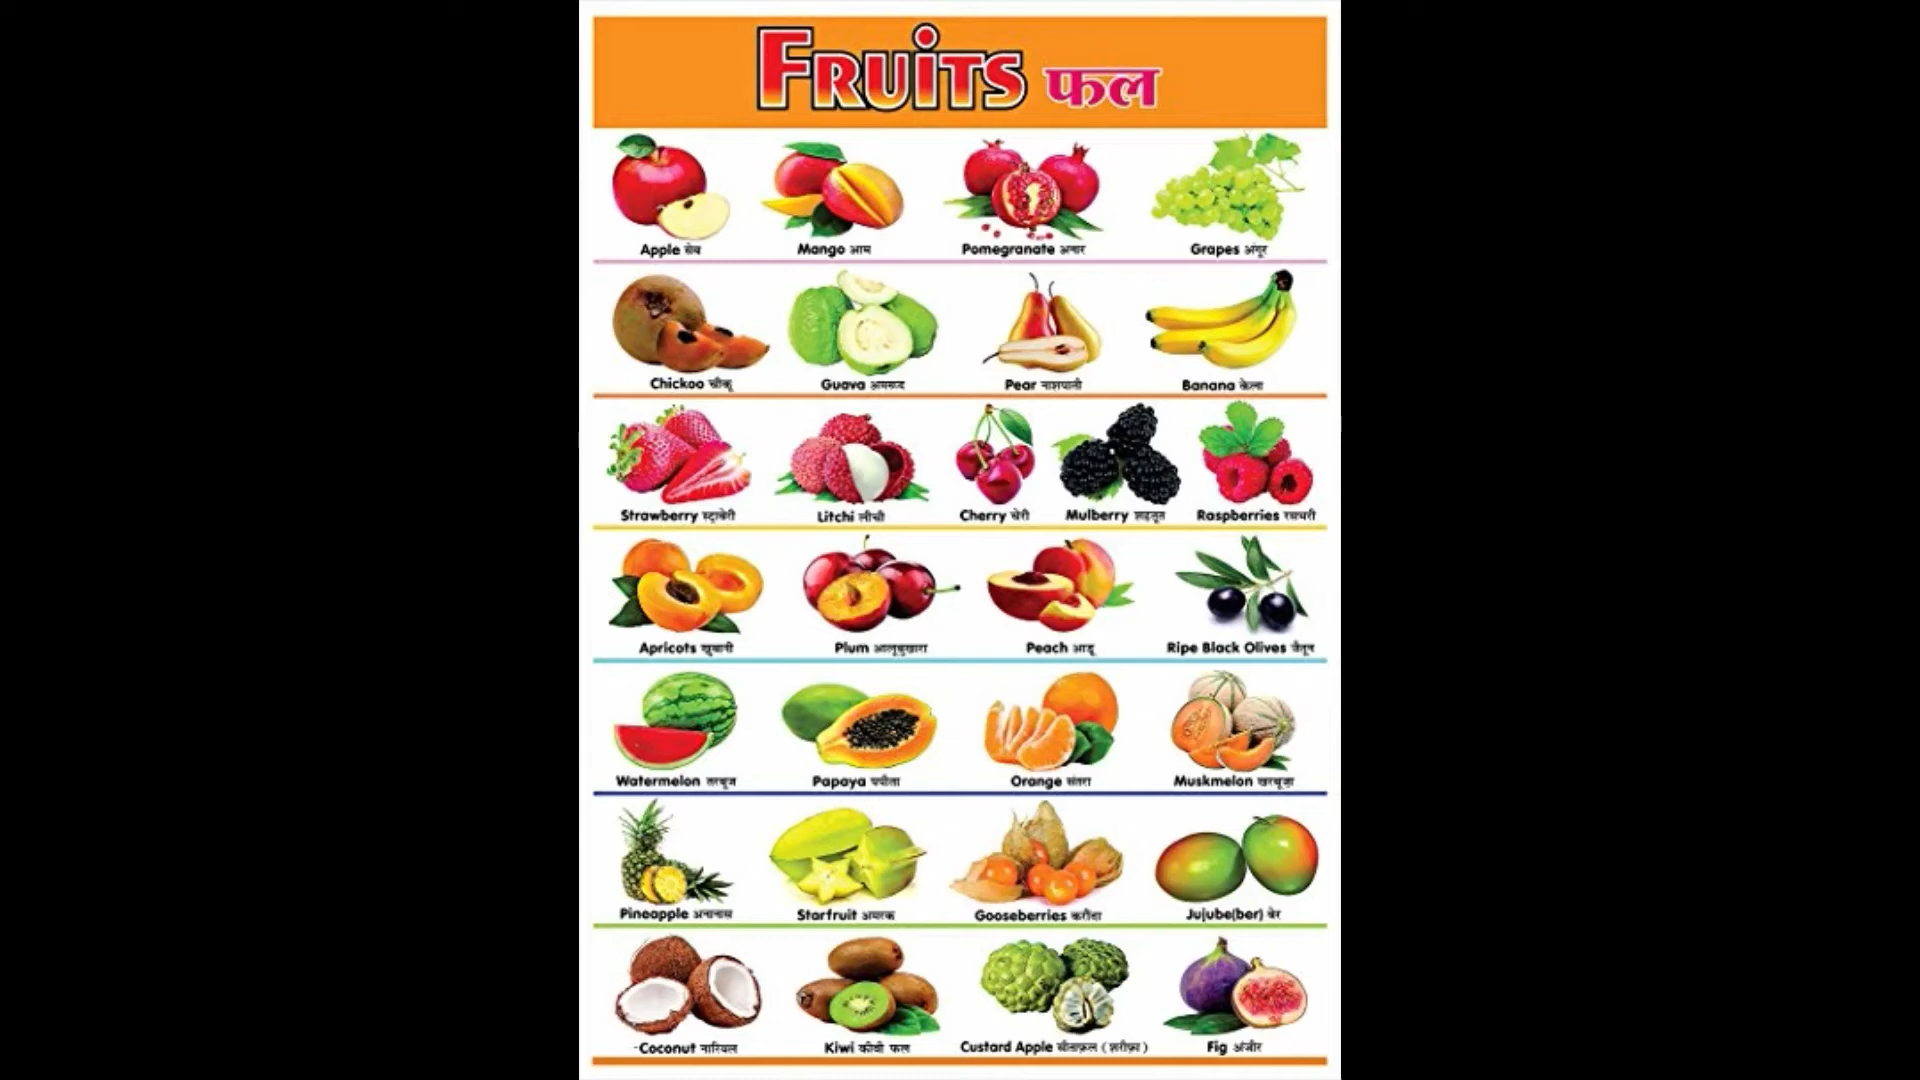 FRUiTS फल
Apple सेब Mango आम Pomegranate अनार Grapes अंगूर
Chickoo चीकू Guava अमरूद Pear नाशपाती Banana केला
Strawberry स्ट्राबेरी Litchi लीची Cherry चेरी Mulberry शहतूत Raspberries रसभरी
Apricots खुबानी Plum आलूबुखारा Peach आड़ू Ripe Black Olives जैतून
Watermelon तरबूज Papaya पपीता Orange संतरा Muskmelon खरबूजा
Pineapple अनानास Starfruit अमरक Gooseberries करौंदा Jujube(ber) बेर
-Coconut नारियल Kiwi कीवी फल Custard Apple सीताफ़ल ( शरीफ़ा ) Fig अंजीर